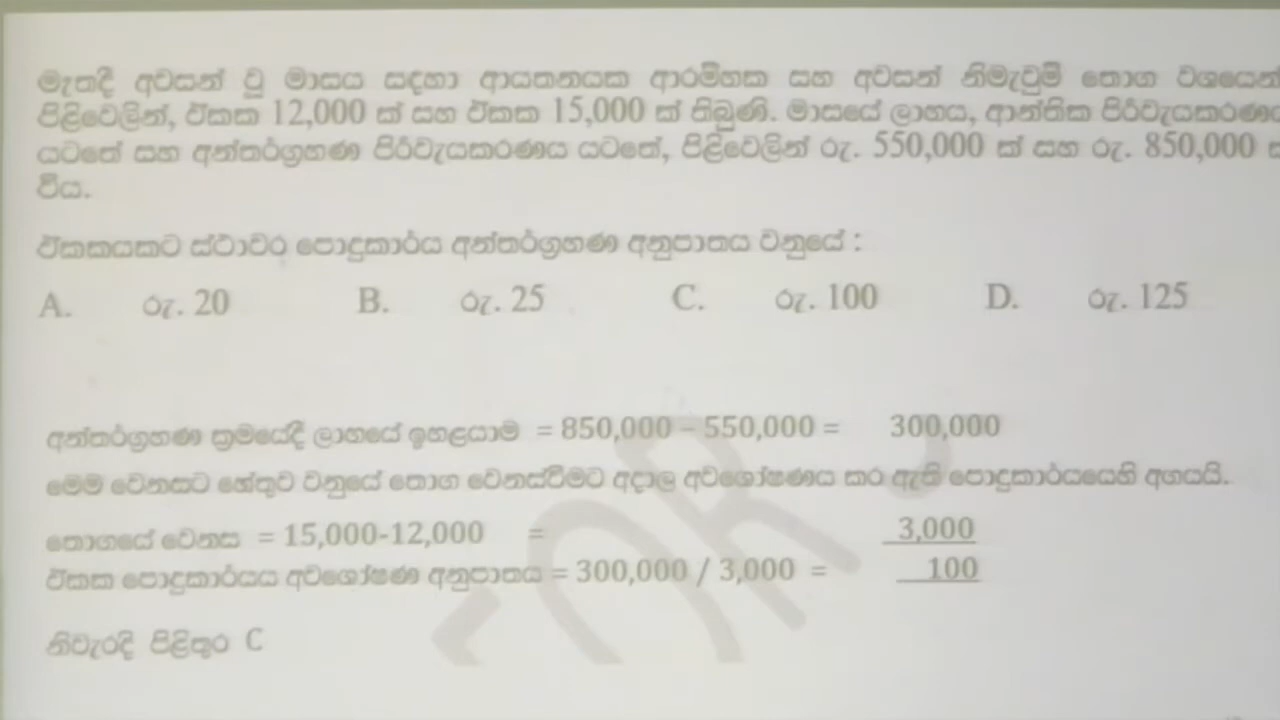 මෑතදී අවසන් වූ මාසය සඳහා ආයතනයක ආරම්භක සහ අවසන් නිමැවුම් තොග වශයෙන්
පිළිවෙලින්, ඒකක 12,000 ක් සහ ඒකක 15,000 ක් තිබුණි. මාසයේ ලාභය, ආන්තික පිරිවැයකරණය
යටතේ සහ අන්තර්ග්‍රහණ පිරිවැයකරණය යටතේ, පිළිවෙලින් රු. 550,000 ක් සහ රු. 850,000 ක්
විය.
ඒකකයකට ස්ථාවර පොදුකාර්ය අන්තර්ග්‍රහණ අනුපාතය වනුයේ :
A. රු. 20 B. රු. 25 C. රු. 100 D. රු. 125
අන්තර්ග්‍රහණ ක්‍රමයේදී ලාභයේ ඉහළයාම = 850,000 – 550,000 = 300,000
මෙම වෙනසට හේතුව වනුයේ තොග වෙනස්වීමට අදාල අවශෝෂණය කර ඇති පොදුකාර්යයෙහි අගයයි.
තොගයේ වෙනස = 15,000-12,000 = 3,000
ඒකක පොදුකාර්යය අවශෝෂණ අනුපාතය = 300,000 / 3,000 = 100
නිවැරදි පිළිතුර C